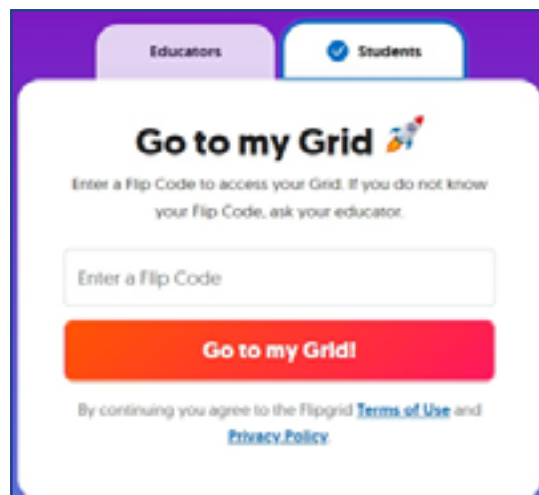 Educators
Students
Go to my Grid 🚀
Enter a Flip Code to access your Grid. If you do not know
your Flip Code, ask your educator.
Enter a Flip Code
Go to my Grid!
By continuing you agree to the Flipgrid Terms of Use and
Privacy Policy.